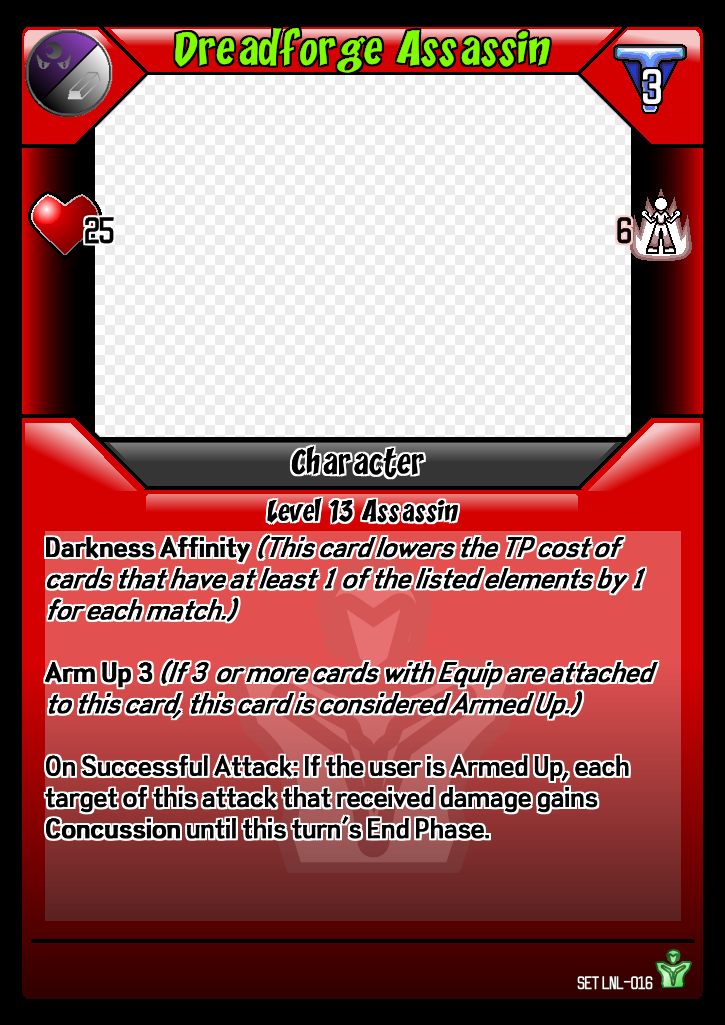 Dreadforge Assassin
3
25
6
Character
Level 13 Assassin
Darkness Affinity (This card lowers the TP cost of
cards that have at least 1 of the listed elements by 1
for each match.)
Arm Up 3 (If 3 or more cards with Equip are attached
to this card, this card is considered Armed Up.)
On Successful Attack: If the user is Armed Up, each
target of this attack that received damage gains
Concussion until this turn's End Phase.
SET LNL-016